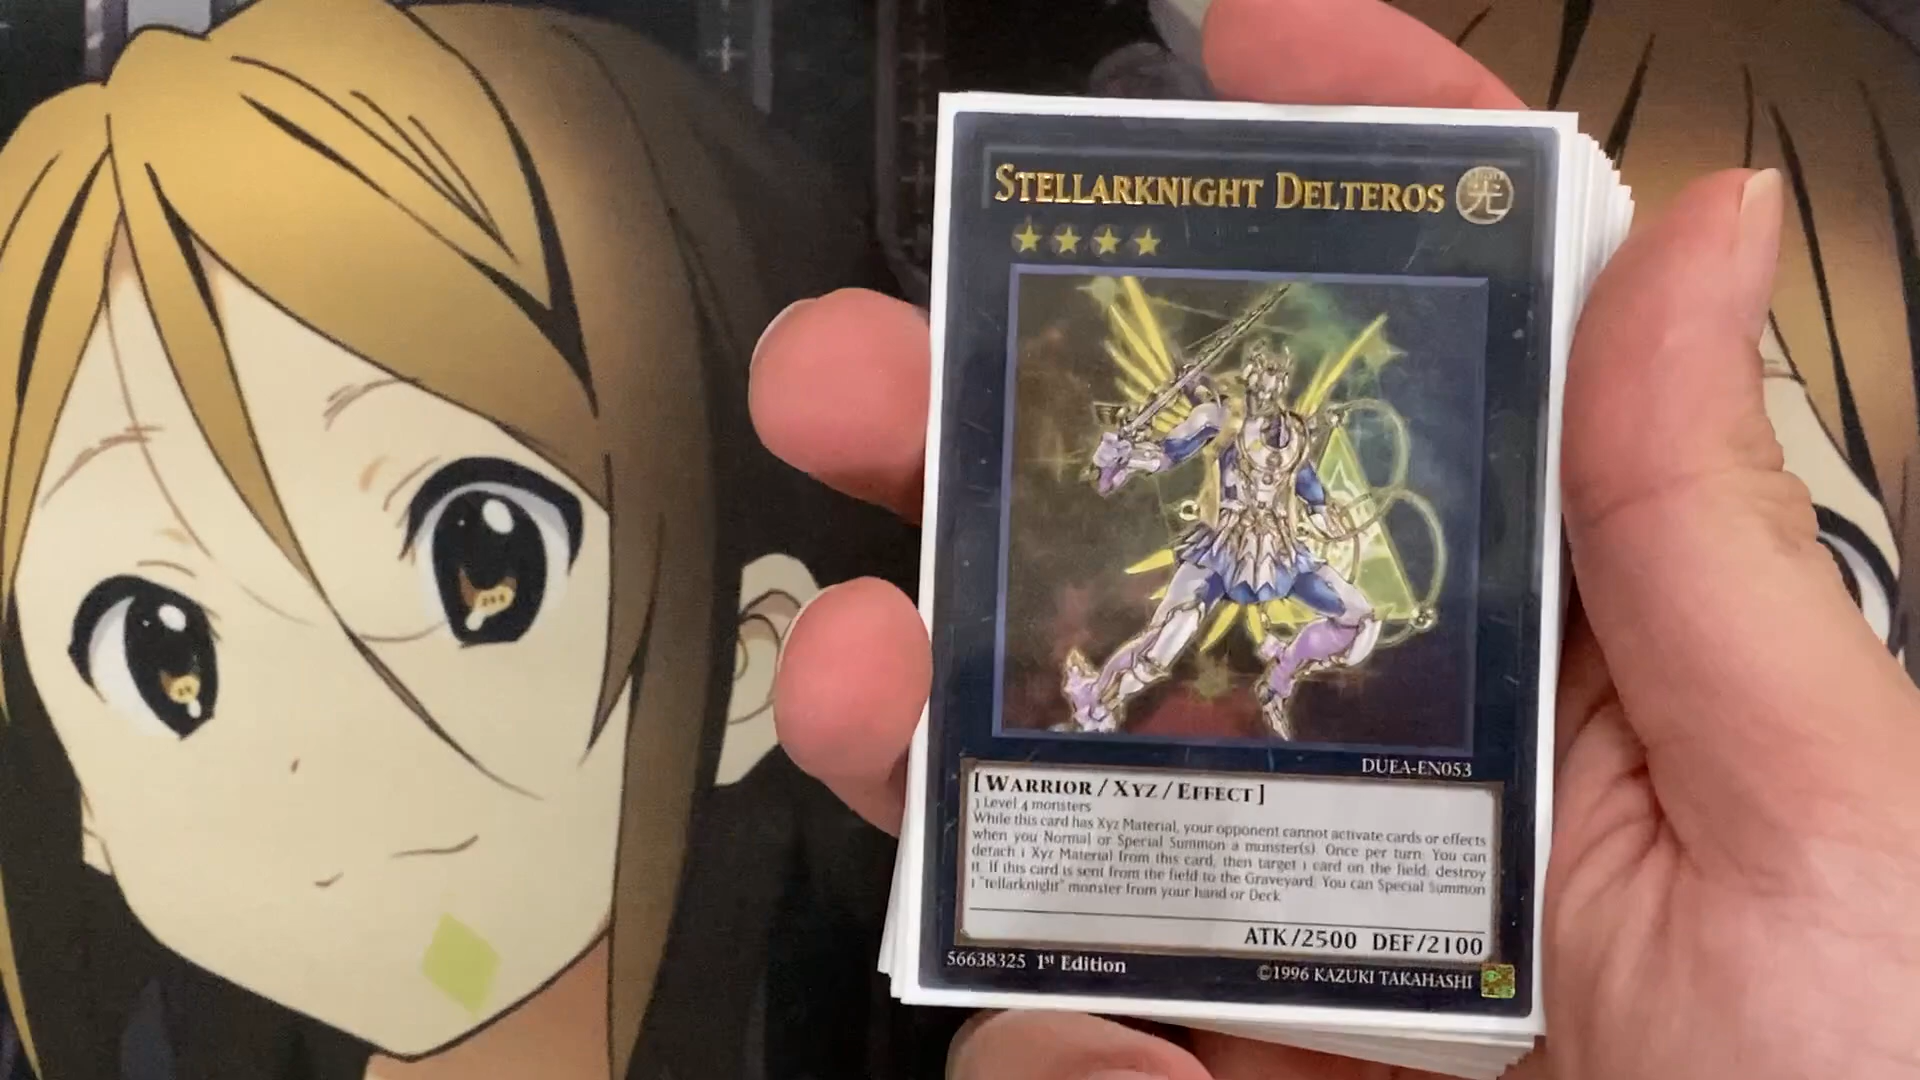 STELLARKNIGHT DELTEROS
光
DUEA-EN053
[WARRIOR/XYZ/EFFECT]
3 Level 4 monsters
While this card has Xyz Material, your opponent cannot activate cards or effects
when you Normal or Special Summon a monster(s). Once per turn: You can
detach 1 Xyz Material from this card, then target 1 card on the field; destroy
it. If this card is sent from the field to the Graveyard: You can Special Summon
1 "tellarknight" monster from your hand or Deck.
ATK/2500 DEF/2100
56638325 1st Edition
©1996 KAZUKI TAKAHASHI